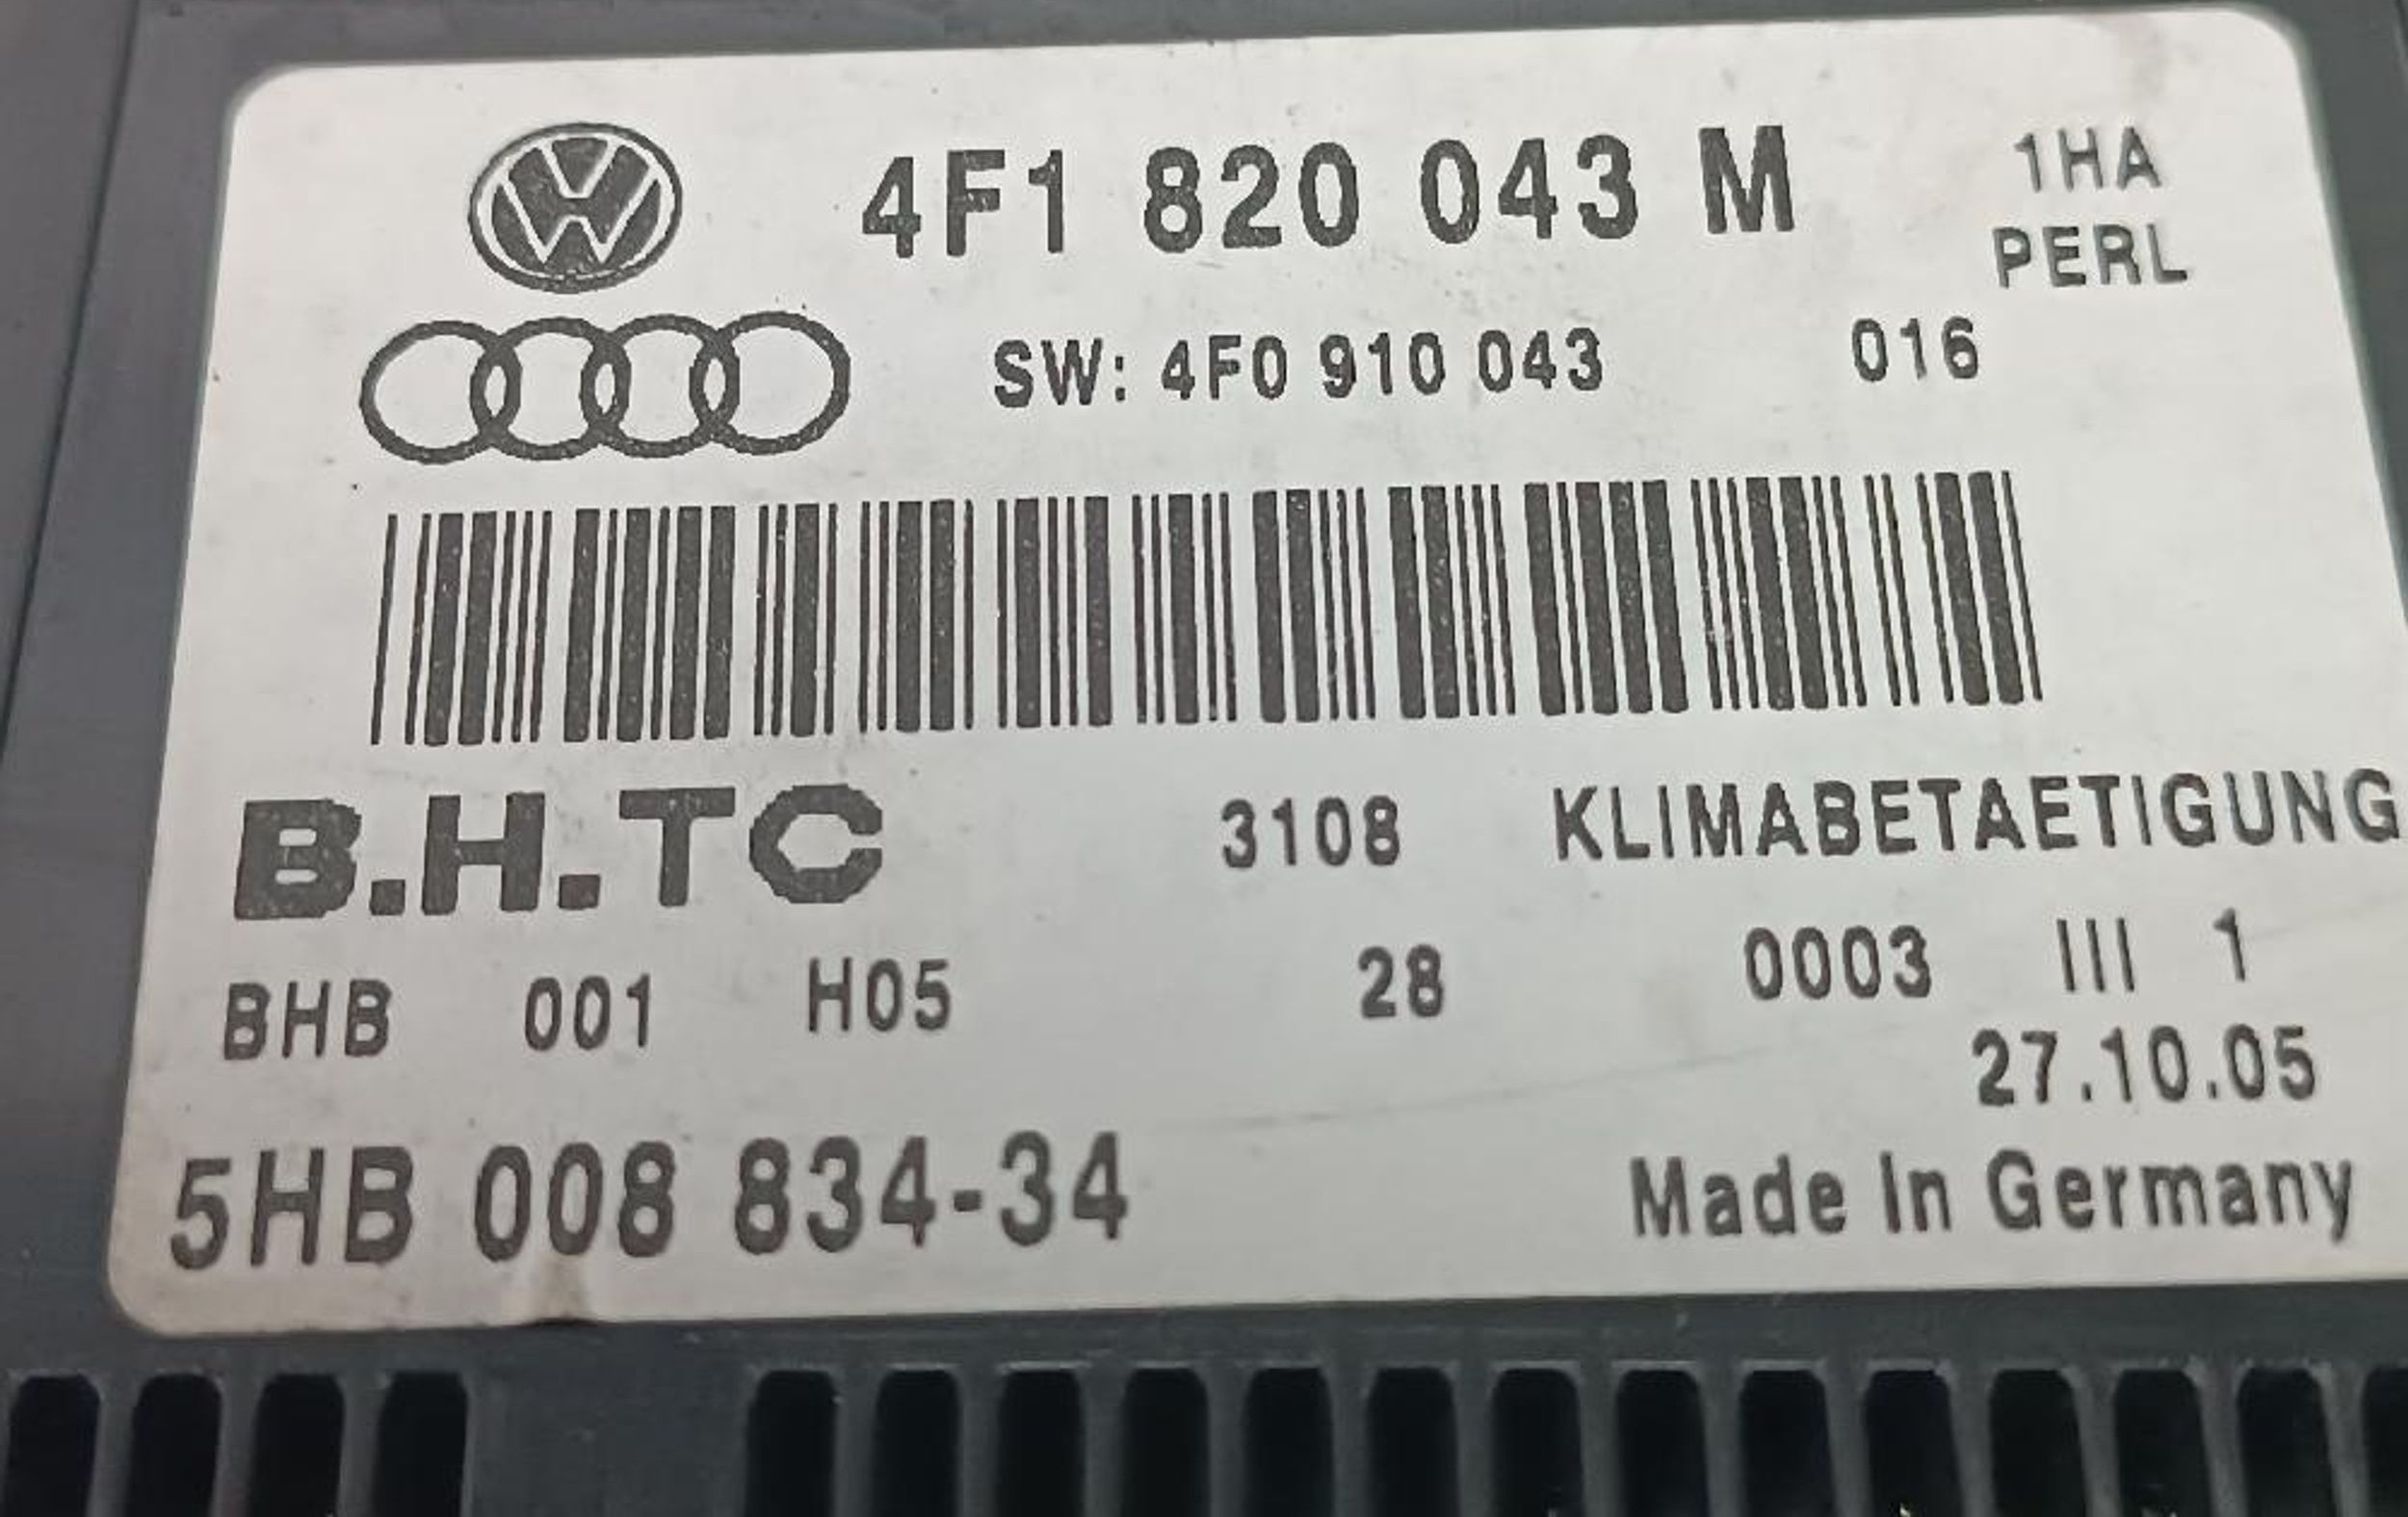 4F1 820 043 M 1HA
PERL
SW: 4F0 910 043 016
B.H.TC 3108 KLIMABETAETIGUNG
BHB 001 H05 28 0003 III 1
27.10.05
5HB 008 834-34 Made In Germany